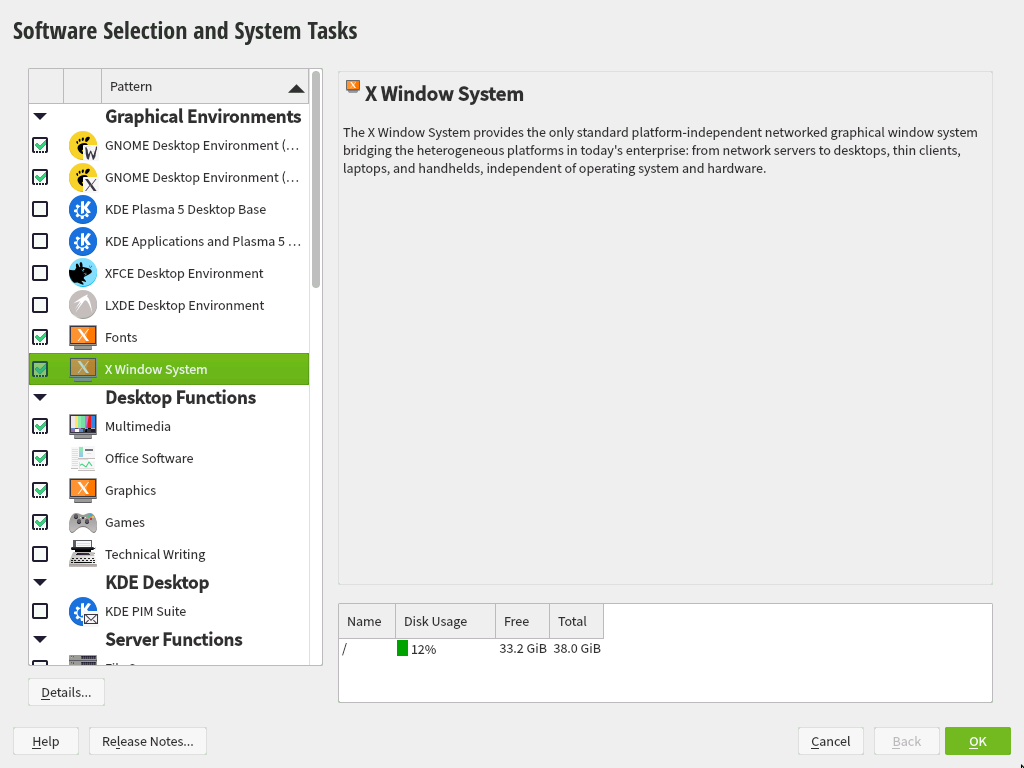 Software Selection and System Tasks
Pattern
Graphical Environments
GNOME Desktop Environment (...
GNOME Desktop Environment (...
KDE Plasma 5 Desktop Base
KDE Applications and Plasma 5 ...
XFCE Desktop Environment
LXDE Desktop Environment
Fonts
X Window System
Desktop Functions
Multimedia
Office Software
Graphics
Games
Technical Writing
KDE Desktop
KDE PIM Suite
Server Functions
Details...
X Window System
The X Window System provides the only standard platform-independent networked graphical window system
bridging the heterogeneous platforms in today's enterprise: from network servers to desktops, thin clients,
laptops, and handhelds, independent of operating system and hardware.
Name Disk Usage Free Total
/ 12% 33.2 GiB 38.0 GiB
Help Release Notes... Cancel Back OK